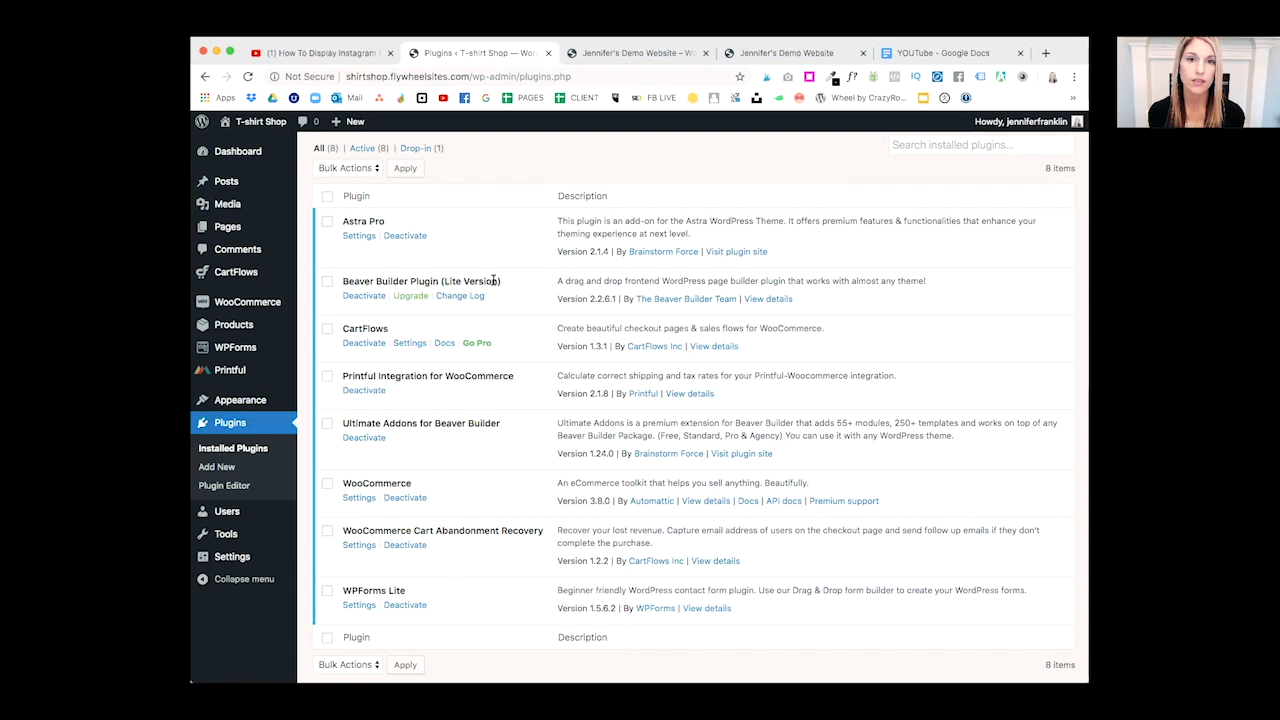 (1) How To Display Instagram
Plugins ‹ T-shirt Shop — Wor
Jennifer's Demo Website – W
Jennifer's Demo Website
YOUTube - Google Docs
Not Secure shirtshop.flywheelsites.com/wp-admin/plugins.php
Apps Mail PAGES CLIENT FB LIVE Wheel by CrazyRo...
T-shirt Shop 0 New Howdy, jenniferfranklin
Dashboard
Posts
Media
Pages
Comments
CartFlows
WooCommerce
Products
WPForms
Printful
Appearance
Plugins
Installed Plugins
Add New
Plugin Editor
Users
Tools
Settings
Collapse menu
All (8) | Active (8) | Drop-in (1)
Search installed plugins...
Bulk Actions Apply 8 items
Plugin Description
Astra Pro
Settings | Deactivate
This plugin is an add-on for the Astra WordPress Theme. It offers premium features & functionalities that enhance your
theming experience at next level.
Version 2.1.4 | By Brainstorm Force | Visit plugin site
Beaver Builder Plugin (Lite Version)
Deactivate | Upgrade | Change Log
A drag and drop frontend WordPress page builder plugin that works with almost any theme!
Version 2.2.6.1 | By The Beaver Builder Team | View details
CartFlows
Deactivate | Settings | Docs | Go Pro
Create beautiful checkout pages & sales flows for WooCommerce.
Version 1.3.1 | By CartFlows Inc | View details
Printful Integration for WooCommerce
Deactivate
Calculate correct shipping and tax rates for your Printful-Woocommerce integration.
Version 2.1.8 | By Printful | View details
Ultimate Addons for Beaver Builder
Deactivate
Ultimate Addons is a premium extension for Beaver Builder that adds 55+ modules, 250+ templates and works on top of any
Beaver Builder Package. (Free, Standard, Pro & Agency) You can use it with any WordPress theme.
Version 1.24.0 | By Brainstorm Force | Visit plugin site
WooCommerce
Settings | Deactivate
An eCommerce toolkit that helps you sell anything. Beautifully.
Version 3.8.0 | By Automattic | View details | Docs | API docs | Premium support
WooCommerce Cart Abandonment Recovery
Settings | Deactivate
Recover your lost revenue. Capture email address of users on the checkout page and send follow up emails if they don't
complete the purchase.
Version 1.2.2 | By CartFlows Inc | View details
WPForms Lite
Settings | Deactivate
Beginner friendly WordPress contact form plugin. Use our Drag & Drop form builder to create your WordPress forms.
Version 1.5.6.2 | By WPForms | View details
Plugin Description
Bulk Actions Apply 8 items